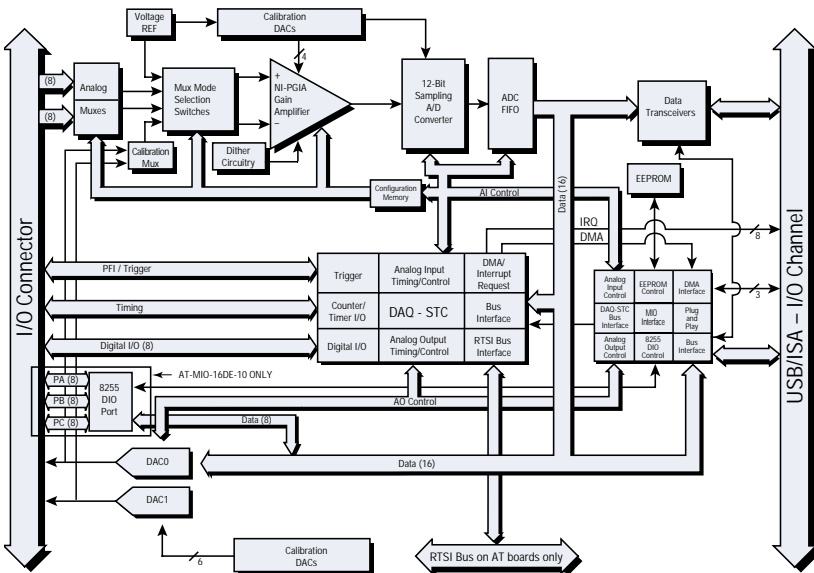 Voltage
REF
Calibration
DACs
4
(8)
(8)
Analog
Muxes
Mux Mode
Selection
Switches
+
NI-PGIA
Gain
Amplifier
–
12-Bit
Sampling
A/D
Converter
ADC
FIFO
Data
Transceivers
Calibration
Mux
Dither
Circuitry
Configuration
Memory
AI Control
EEPROM
Data (16)
IRQ
DMA
8
3
I/O Connector
USB/ISA – I/O Channel
PFI / Trigger
Timing
Digital I/O (8)
Trigger
Analog Input
Timing/Control
DMA/
Interrupt
Request
Counter/
Timer I/O
DAQ - STC
Bus
Interface
Digital I/O
Analog Output
Timing/Control
RTSI Bus
Interface
Analog
Input
Control
EEPROM
Control
DMA
Interface
DAQ-STC
Bus
Interface
MIO
Interface
Plug
and
Play
Analog
Output
Control
8255
DIO
Control
Bus
Interface
AT-MIO-16DE-10 ONLY
PA (8)
PB (8)
PC (8)
8255
DIO
Port
AO Control
Data (8)
DAC0
Data (16)
DAC1
6
Calibration
DACs
RTSI Bus on AT boards only